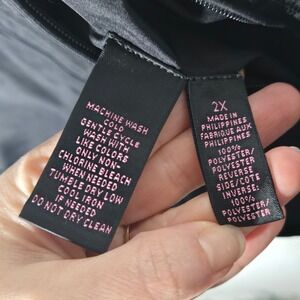 MACHINE WASH
COLD
GENTLE CYCLE
WASH WITH
LIKE COLORS
ONLY NON-
CHLORINE BLEACH
WHEN NEEDED
TUMBLE DRY LOW
COOL IRON
IF NEEDED
DO NOT DRY CLEAN
2X
MADE IN
PHILIPPINES
FABRIQUE AUX
PHILIPPINES
100%
POLYESTER/
POLYESTER
REVERSE
SIDE/COTE
INVERSE:
100%
POLYESTER/
POLYESTER